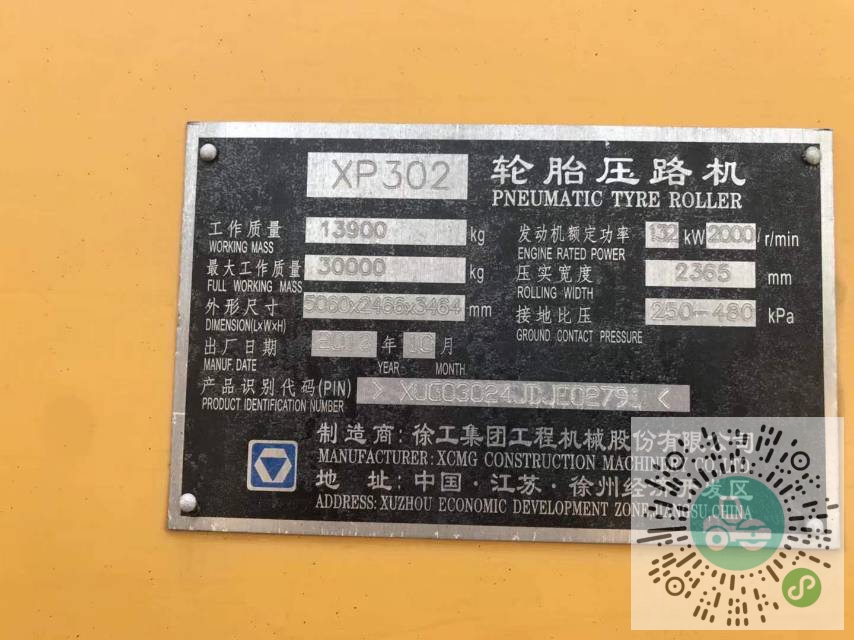 XP302 轮胎压路机
PNEUMATIC TYRE ROLLER
工作质量 13900 kg
WORKING MASS
最大工作质量 30000 kg
FULL WORKING MASS
外形尺寸 5060x2466x3464 mm
DIMENSION(L×W×H)
出厂日期 年 10 月
MANUF. DATE YEAR MONTH
发动机额定功率 132 kW 2000 / r/min
ENGINE RATED POWER
压实宽度 2365 mm
ROLLING WIDTH
接地比压 250-480 kPa
GROUND CONTACT PRESSURE
产品识别代码(PIN)
PRODUCT IDENTIFICATION NUMBER
制造商:徐工集团工程机械股份有限公司
MANUFACTURER: XCMG CONSTRUCTION MACHINERY CO., LTD.
地 址:中国·江苏·徐州经济开发区
ADDRESS: XUZHOU ECONOMIC DEVELOPMENT ZONE,JIANGSU,CHINA